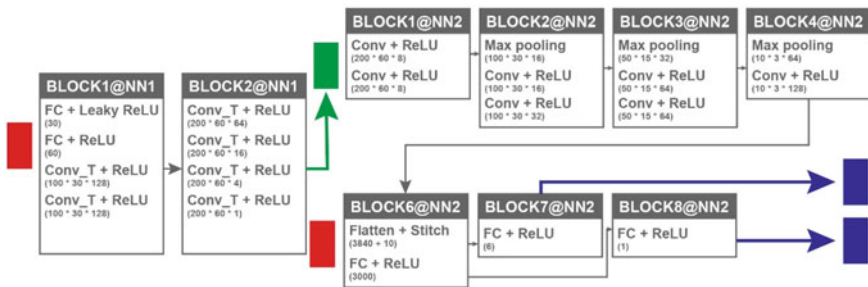 BLOCK1@NN1
FC + Leaky ReLU
(30)
FC + ReLU
(60)
Conv_T + ReLU
(100 * 30 * 128)
Conv_T + ReLU
(100 * 30 * 128)
BLOCK2@NN1
Conv_T + ReLU
(200 * 60 * 64)
Conv_T + ReLU
(200 * 60 * 16)
Conv_T + ReLU
(200 * 60 * 4)
Conv_T + ReLU
(200 * 60 * 1)
BLOCK1@NN2
Conv + ReLU
(200 * 60 * 8)
Conv + ReLU
(200 * 60 * 8)
BLOCK2@NN2
Max pooling
(100 * 30 * 16)
Conv + ReLU
(100 * 30 * 16)
Conv + ReLU
(100 * 30 * 32)
BLOCK3@NN2
Max pooling
(50 * 15 * 32)
Conv + ReLU
(50 * 15 * 64)
Conv + ReLU
(50 * 15 * 64)
BLOCK4@NN2
Max pooling
(10 * 3 * 64)
Conv + ReLU
(10 * 3 * 128)
BLOCK6@NN2
Flatten + Stitch
(3840 + 10)
FC + ReLU
(3000)
BLOCK7@NN2
FC + ReLU
(6)
BLOCK8@NN2
FC + ReLU
(1)